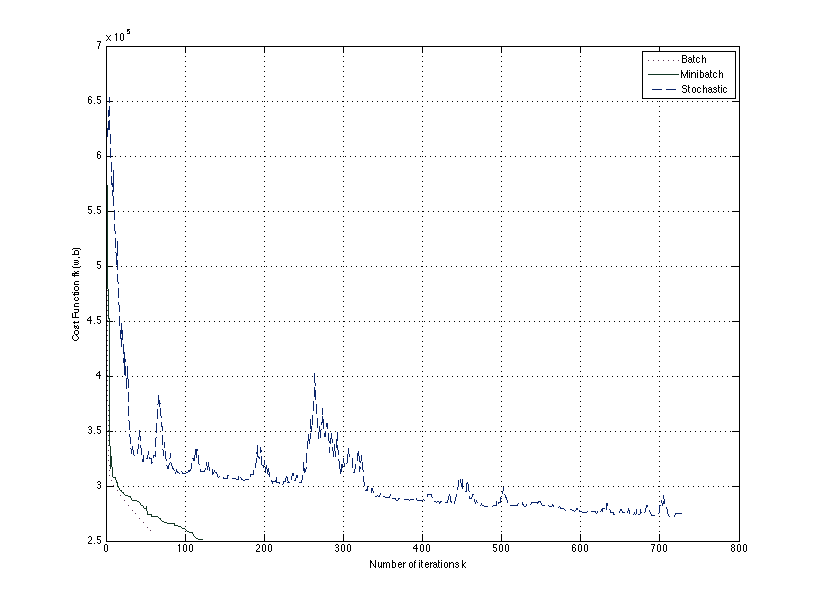 x 10^5
7
6.5
6
5.5
5
4.5
4
3.5
3
2.5
0 100 200 300 400 500 600 700 800
Cost Function fk (w,b)
Number of iterations k
Batch
Minibatch
Stochastic